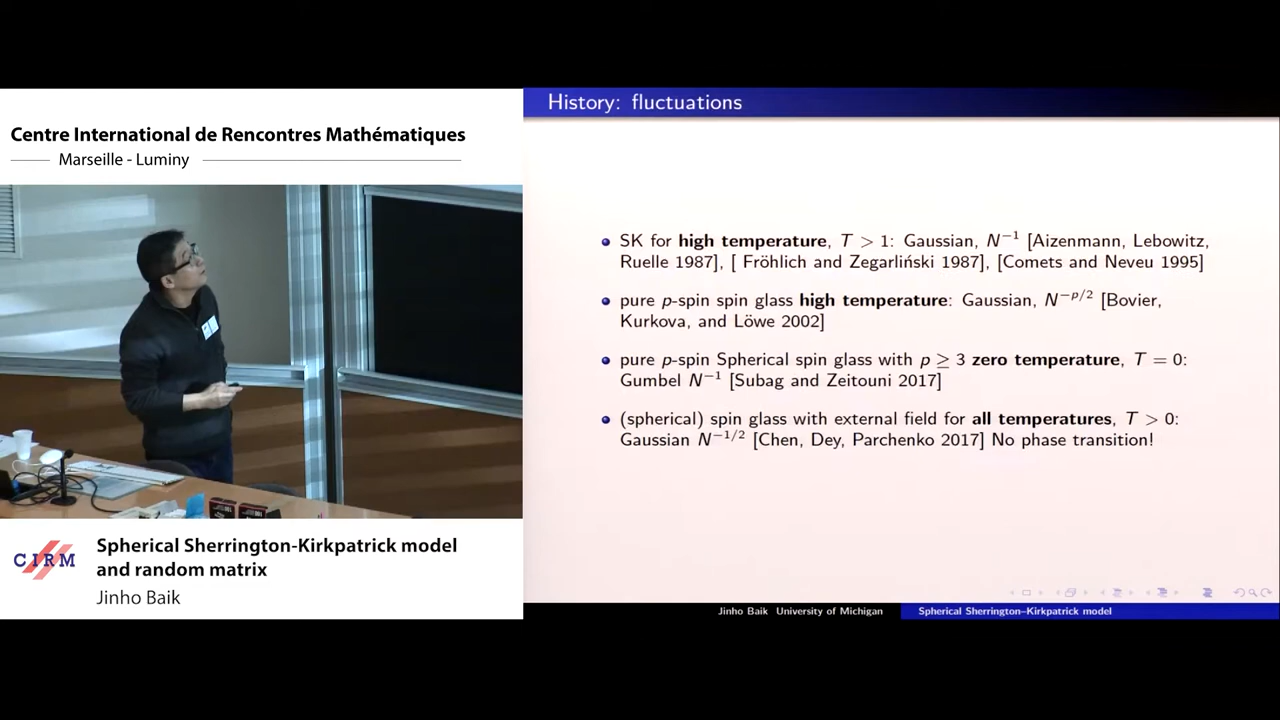 Centre International de Rencontres Mathématiques
Marseille - Luminy
CIRM
Spherical Sherrington-Kirkpatrick model
and random matrix
Jinho Baik
History: fluctuations
• SK for high temperature, T > 1: Gaussian, N⁻¹ [Aizenmann, Lebowitz,
Ruelle 1987], [ Fröhlich and Zegarliński 1987], [Comets and Neveu 1995]
• pure p-spin spin glass high temperature: Gaussian, N^{-p/2} [Bovier,
Kurkova, and Löwe 2002]
• pure p-spin Spherical spin glass with p ≥ 3 zero temperature, T = 0:
Gumbel N⁻¹ [Subag and Zeitouni 2017]
• (spherical) spin glass with external field for all temperatures, T > 0:
Gaussian N^{-1/2} [Chen, Dey, Parchenko 2017] No phase transition!
Jinho Baik University of Michigan
Spherical Sherrington–Kirkpatrick model